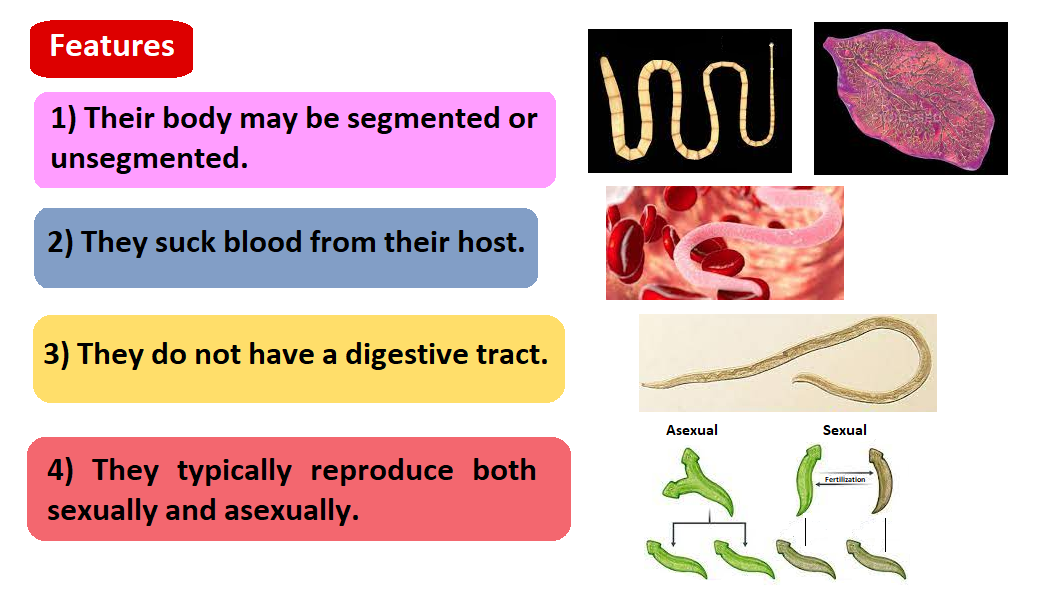 Features
1) Their body may be segmented or
unsegmented.
2) They suck blood from their host.
3) They do not have a digestive tract.
4) They typically reproduce both
sexually and asexually.
Asexual
Sexual
Fertilization